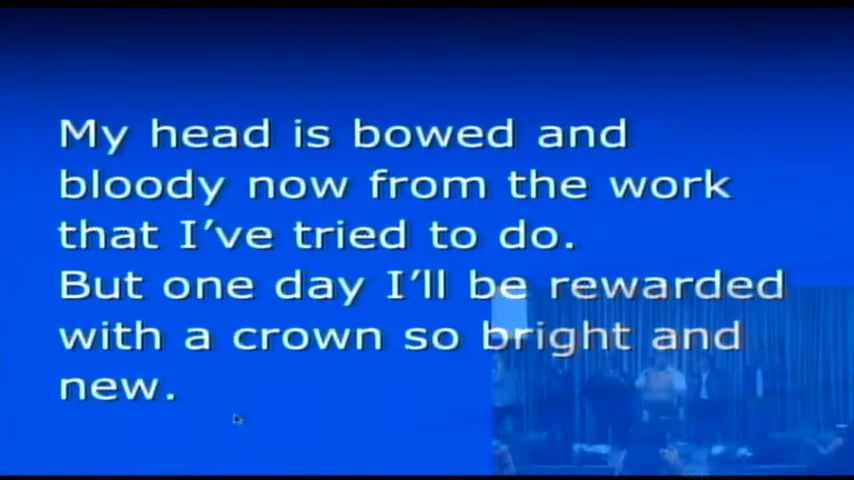 My head is bowed and
bloody now from the work
that I've tried to do.
But one day I'll be rewarded
with a crown so bright and
new.